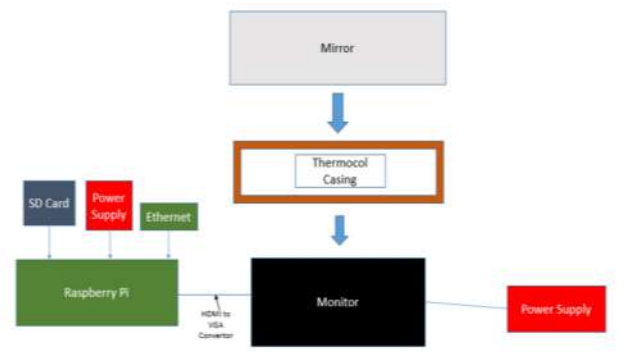 Mirror
Thermocol
Casing
SD Card
Power
Supply
Ethernet
Raspberry Pi
HDMI to
VGA
Convertor
Monitor
Power Supply